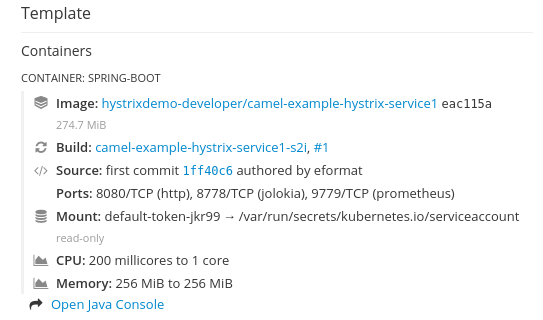 Template
Containers
CONTAINER: SPRING-BOOT
Image: hystrixdemo-developer/camel-example-hystrix-service1 eac115a
274.7 MiB
Build: camel-example-hystrix-service1-s2i, #1
Source: first commit 1ff40c6 authored by eformat
Ports: 8080/TCP (http), 8778/TCP (jolokia), 9779/TCP (prometheus)
Mount: default-token-jkr99 → /var/run/secrets/kubernetes.io/serviceaccount
read-only
CPU: 200 millicores to 1 core
Memory: 256 MiB to 256 MiB
Open Java Console